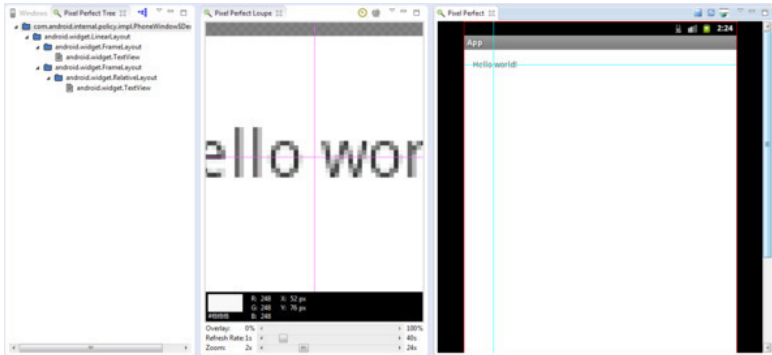 Windows Pixel Perfect Tree
com.android.internal.policy.impl.PhoneWindow$De
android.widget.LinearLayout
android.widget.FrameLayout
android.widget.TextView
android.widget.FrameLayout
android.widget.RelativeLayout
android.widget.TextView
Pixel Perfect Loupe
ello wor
#f8f8f8
R: 248 X: 52 px
G: 248 Y: 76 px
B: 248
Overlay: 0% 100%
Refresh Rate: 1s 40s
Zoom: 2x 24x
Pixel Perfect
2:24
App
Hello world!